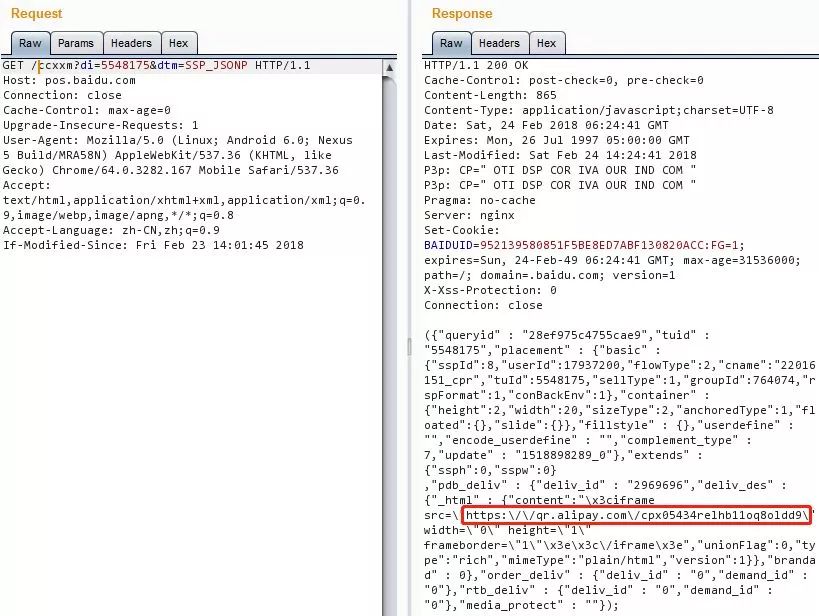 Request
Raw
Params
Headers
Hex
GET /ccxxm?di=5548175&dtm=SSP_JSONP HTTP/1.1
Host: pos.baidu.com
Connection: close
Cache-Control: max-age=0
Upgrade-Insecure-Requests: 1
User-Agent: Mozilla/5.0 (Linux; Android 6.0; Nexus
5 Build/MRA58N) AppleWebKit/537.36 (KHTML, like
Gecko) Chrome/64.0.3282.167 Mobile Safari/537.36
Accept:
text/html,application/xhtml+xml,application/xml;q=0.
9,image/webp,image/apng,*/*;q=0.8
Accept-Language: zh-CN,zh;q=0.9
If-Modified-Since: Fri Feb 23 14:01:45 2018
Response
Raw
Headers
Hex
HTTP/1.1 200 OK
Cache-Control: post-check=0, pre-check=0
Content-Length: 865
Content-Type: application/javascript;charset=UTF-8
Date: Sat, 24 Feb 2018 06:24:41 GMT
Expires: Mon, 26 Jul 1997 05:00:00 GMT
Last-Modified: Sat Feb 24 14:24:41 2018
P3p: CP=" OTI DSP COR IVA OUR IND COM "
P3p: CP=" OTI DSP COR IVA OUR IND COM "
Pragma: no-cache
Server: nginx
Set-Cookie:
BAIDUID=952139580851F5BE8ED7ABF130820ACC:FG=1;
expires=Sun, 24-Feb-49 06:24:41 GMT; max-age=31536000;
path=/; domain=.baidu.com; version=1
X-Xss-Protection: 0
Connection: close
({"queryid" : "28ef975c4755cae9","tuid" :
"5548175","placement" : {"basic" :
{"sspId":8,"userId":17937200,"flowType":2,"cname":"22016
151_cpr","tuId":5548175,"sellType":1,"groupId":764074,"r
spFormat":1,"conBackEnv":1},"container" :
{"height":2,"width":20,"sizeType":2,"anchoredType":1,"fl
oated":{},"slide":{}},"fillstyle" : {},"userdefine" :
"","encode_userdefine" : "","complement_type" :
7,"update" : "1518898289_0"},"extends" :
{"ssph":0,"sspw":0}
,"pdb_deliv" : {"deliv_id" : "2969696","deliv_des" :
{"_html" : {"content":"\x3ciframe
src=\"https:\/\/qr.alipay.com\/cpx05434relhb11oq8oldd9\"
width=\"0\" height=\"1\"
frameborder=\"1\"\x3e\x3c\/iframe\x3e","unionFlag":0,"ty
pe":"rich","mimeType":"plain/html","version":1}},"branda
d" : 0},"order_deliv" : {"deliv_id" : "0","demand_id" :
"0"},"rtb_deliv" : {"deliv_id" : "0","demand_id" :
"0"},"media_protect" : ""});